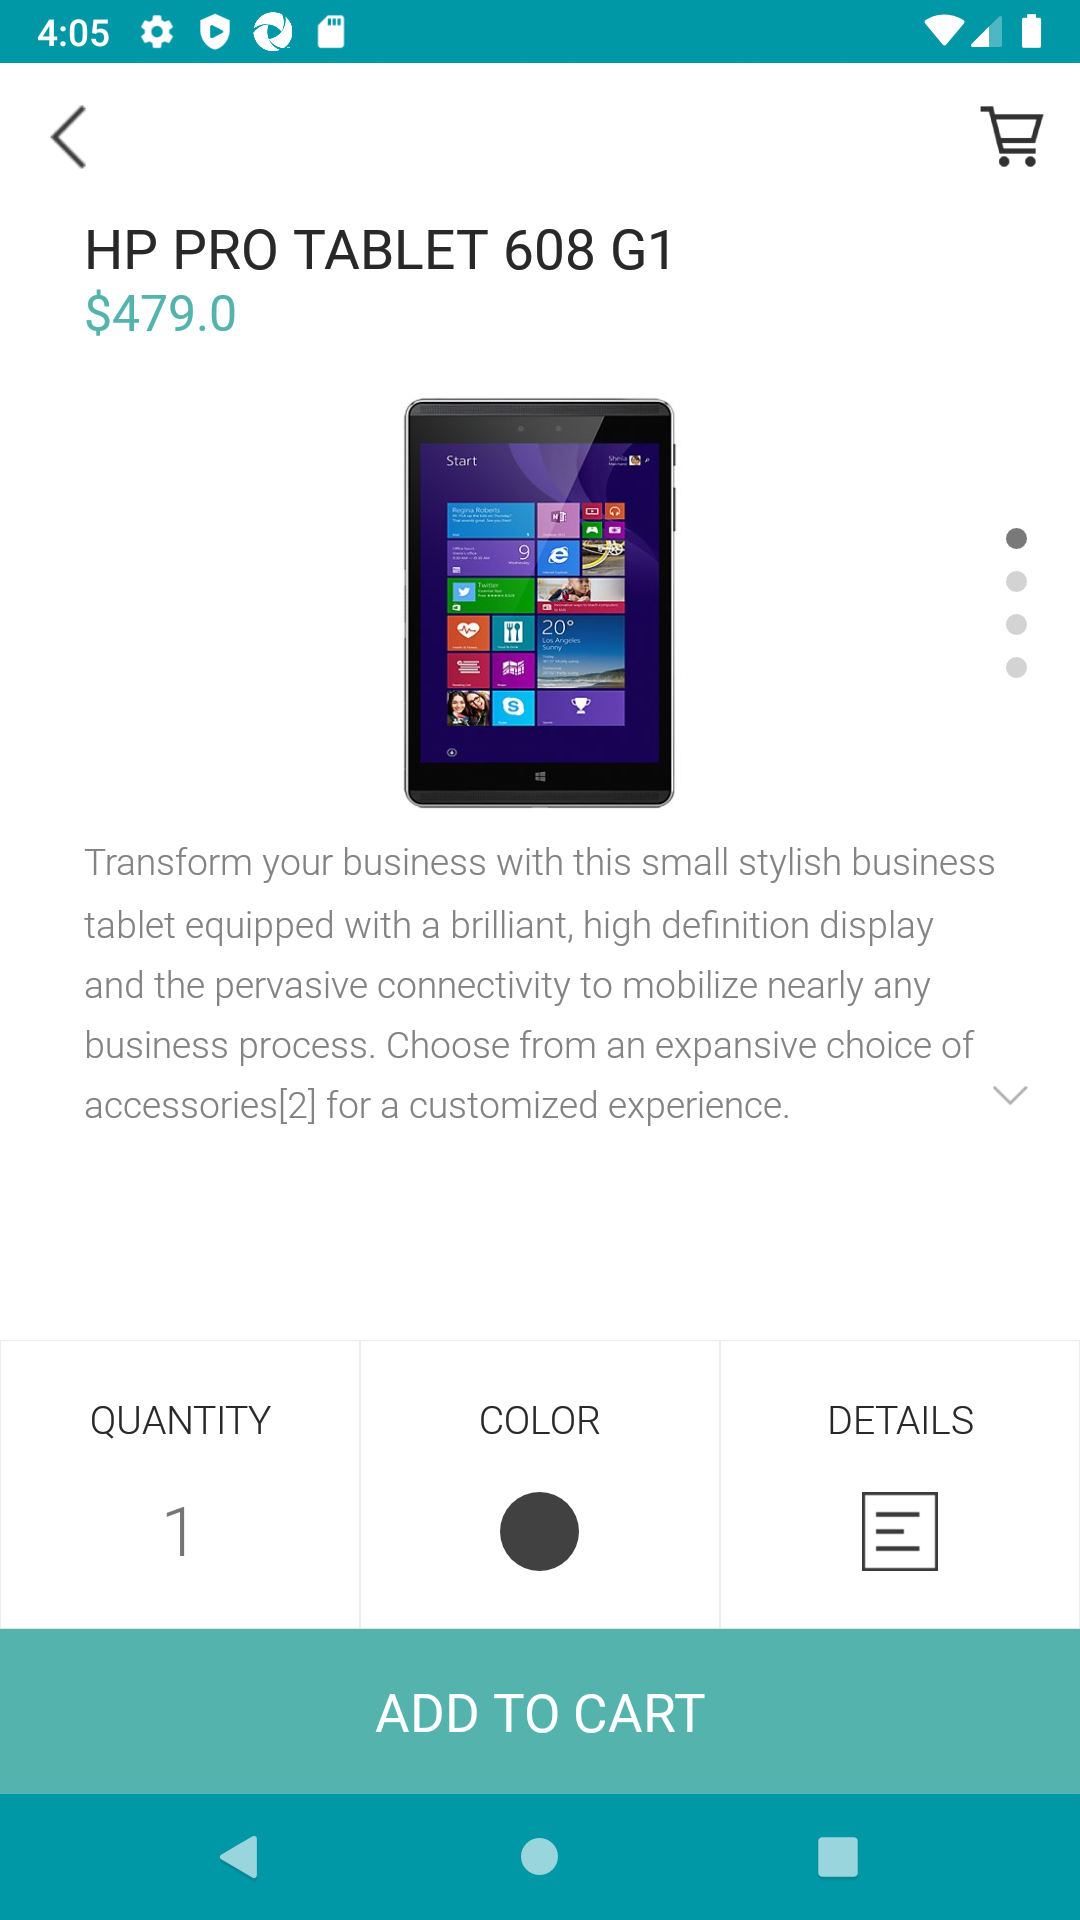 4:05
HP PRO TABLET 608 G1
$479.0
Start
Sheila
Regina Roberts
9
Twitter
20°
Los Angeles
Sunny
Transform your business with this small stylish business
tablet equipped with a brilliant, high definition display
and the pervasive connectivity to mobilize nearly any
business process. Choose from an expansive choice of
accessories[2] for a customized experience.
QUANTITY COLOR DETAILS
1
ADD TO CART